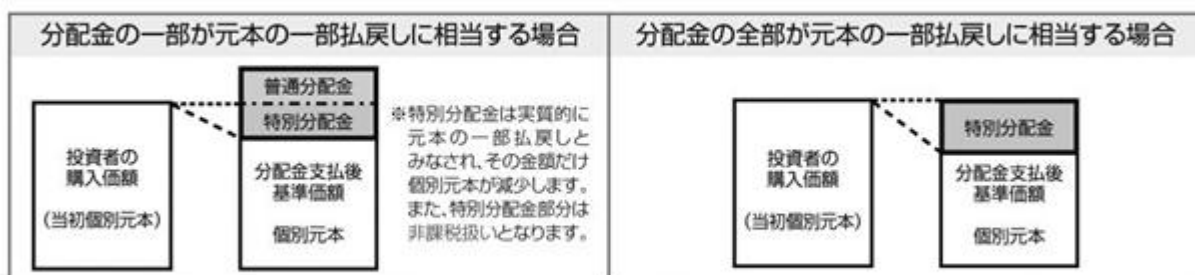 分配金の一部が元本の一部払戻しに相当する場合
普通分配金
特別分配金
投資者の
購入価額
(当初個別元本)
分配金支払後
基準価額
個別元本
※特別分配金は実質的に
元本の一部払戻しと
みなされ、その金額だけ
個別元本が減少します。
また、特別分配金部分は
非課税扱いとなります。
分配金の全部が元本の一部払戻しに相当する場合
投資者の
購入価額
(当初個別元本)
特別分配金
分配金支払後
基準価額
個別元本